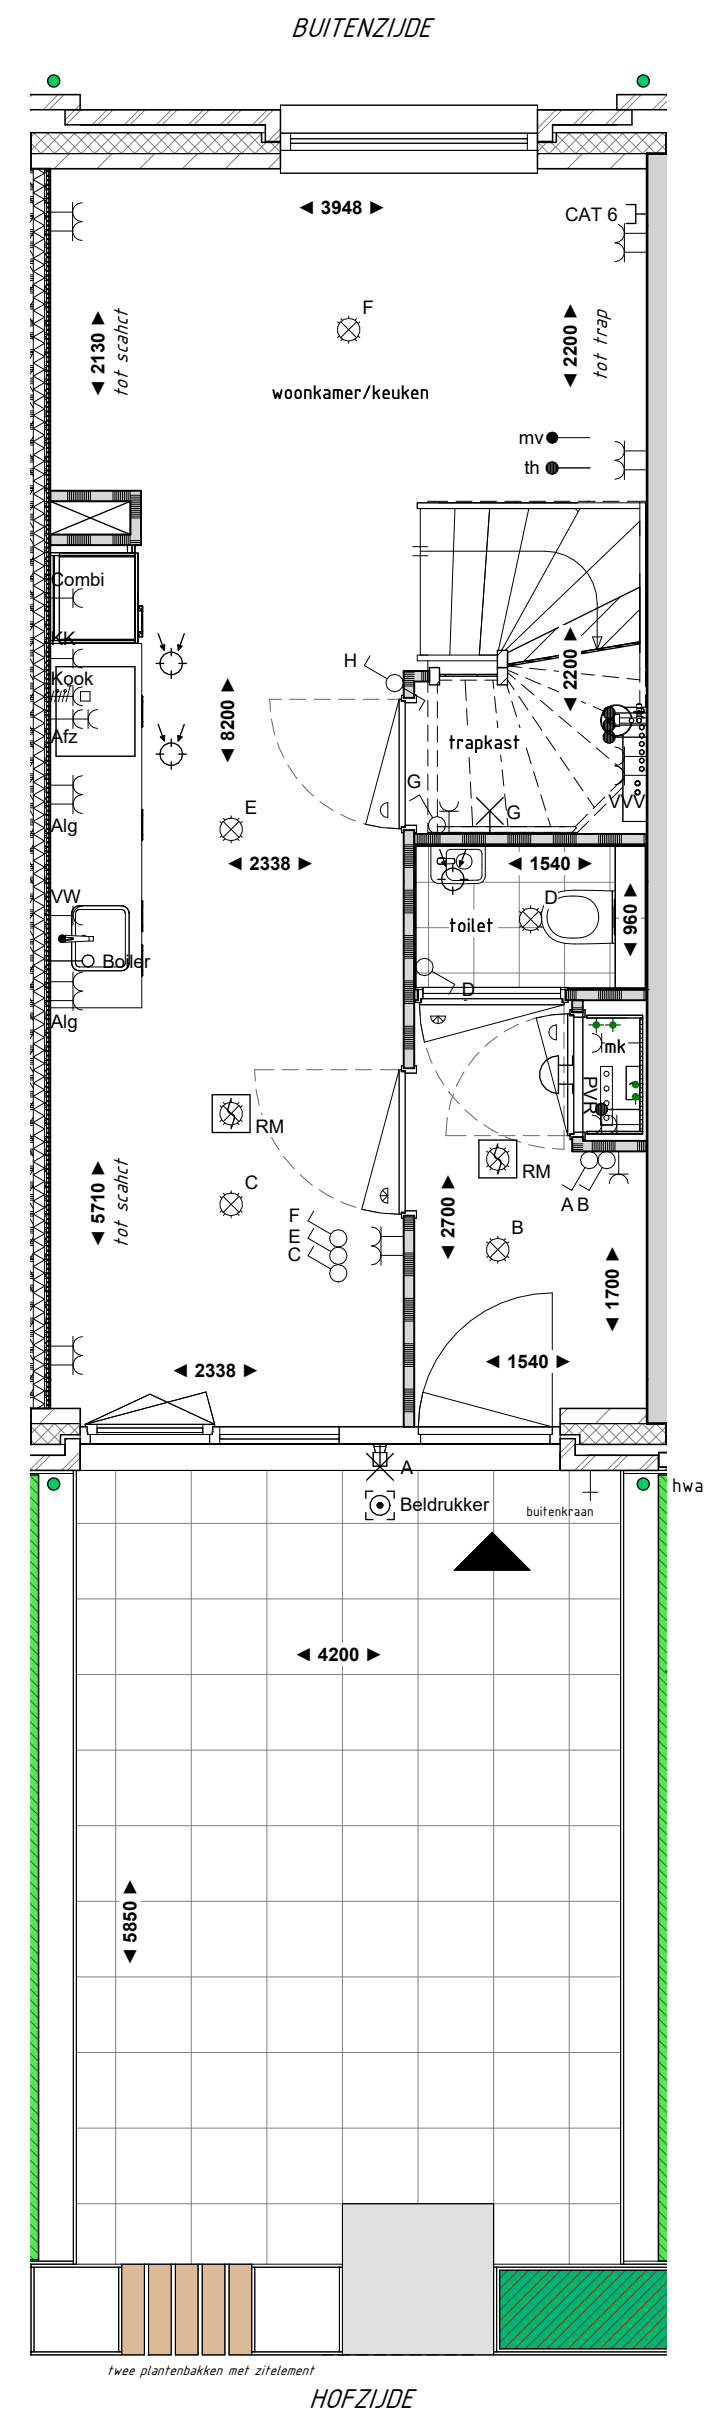 BUITENZIJDE
◄ 3948 ►
CAT 6
F
◄ 2130 ►
tot scahct
◄ 2200 ►
tot trap
woonkamer/keuken
mv
th
Combi
KK
H
◄ 2200 ►
Kook
◄ 8200 ►
Afz
trapkast
G
G
VVV
E
Alg
◄ 2338 ►
◄ 1540 ►
VW
D
◄ 960 ►
toilet
Boiler
D
Alg
mk
PVR
RM
RM
C
A B
◄ 5710 ►
tot scahct
F
E
C
◄ 2700 ►
B
◄ 1700 ►
◄ 1540 ►
◄ 2338 ►
A
hwa
Beldrukker
buitenkraan
◄ 4200 ►
◄ 5850 ►
twee plantenbakken met zitelement
HOFZIJDE